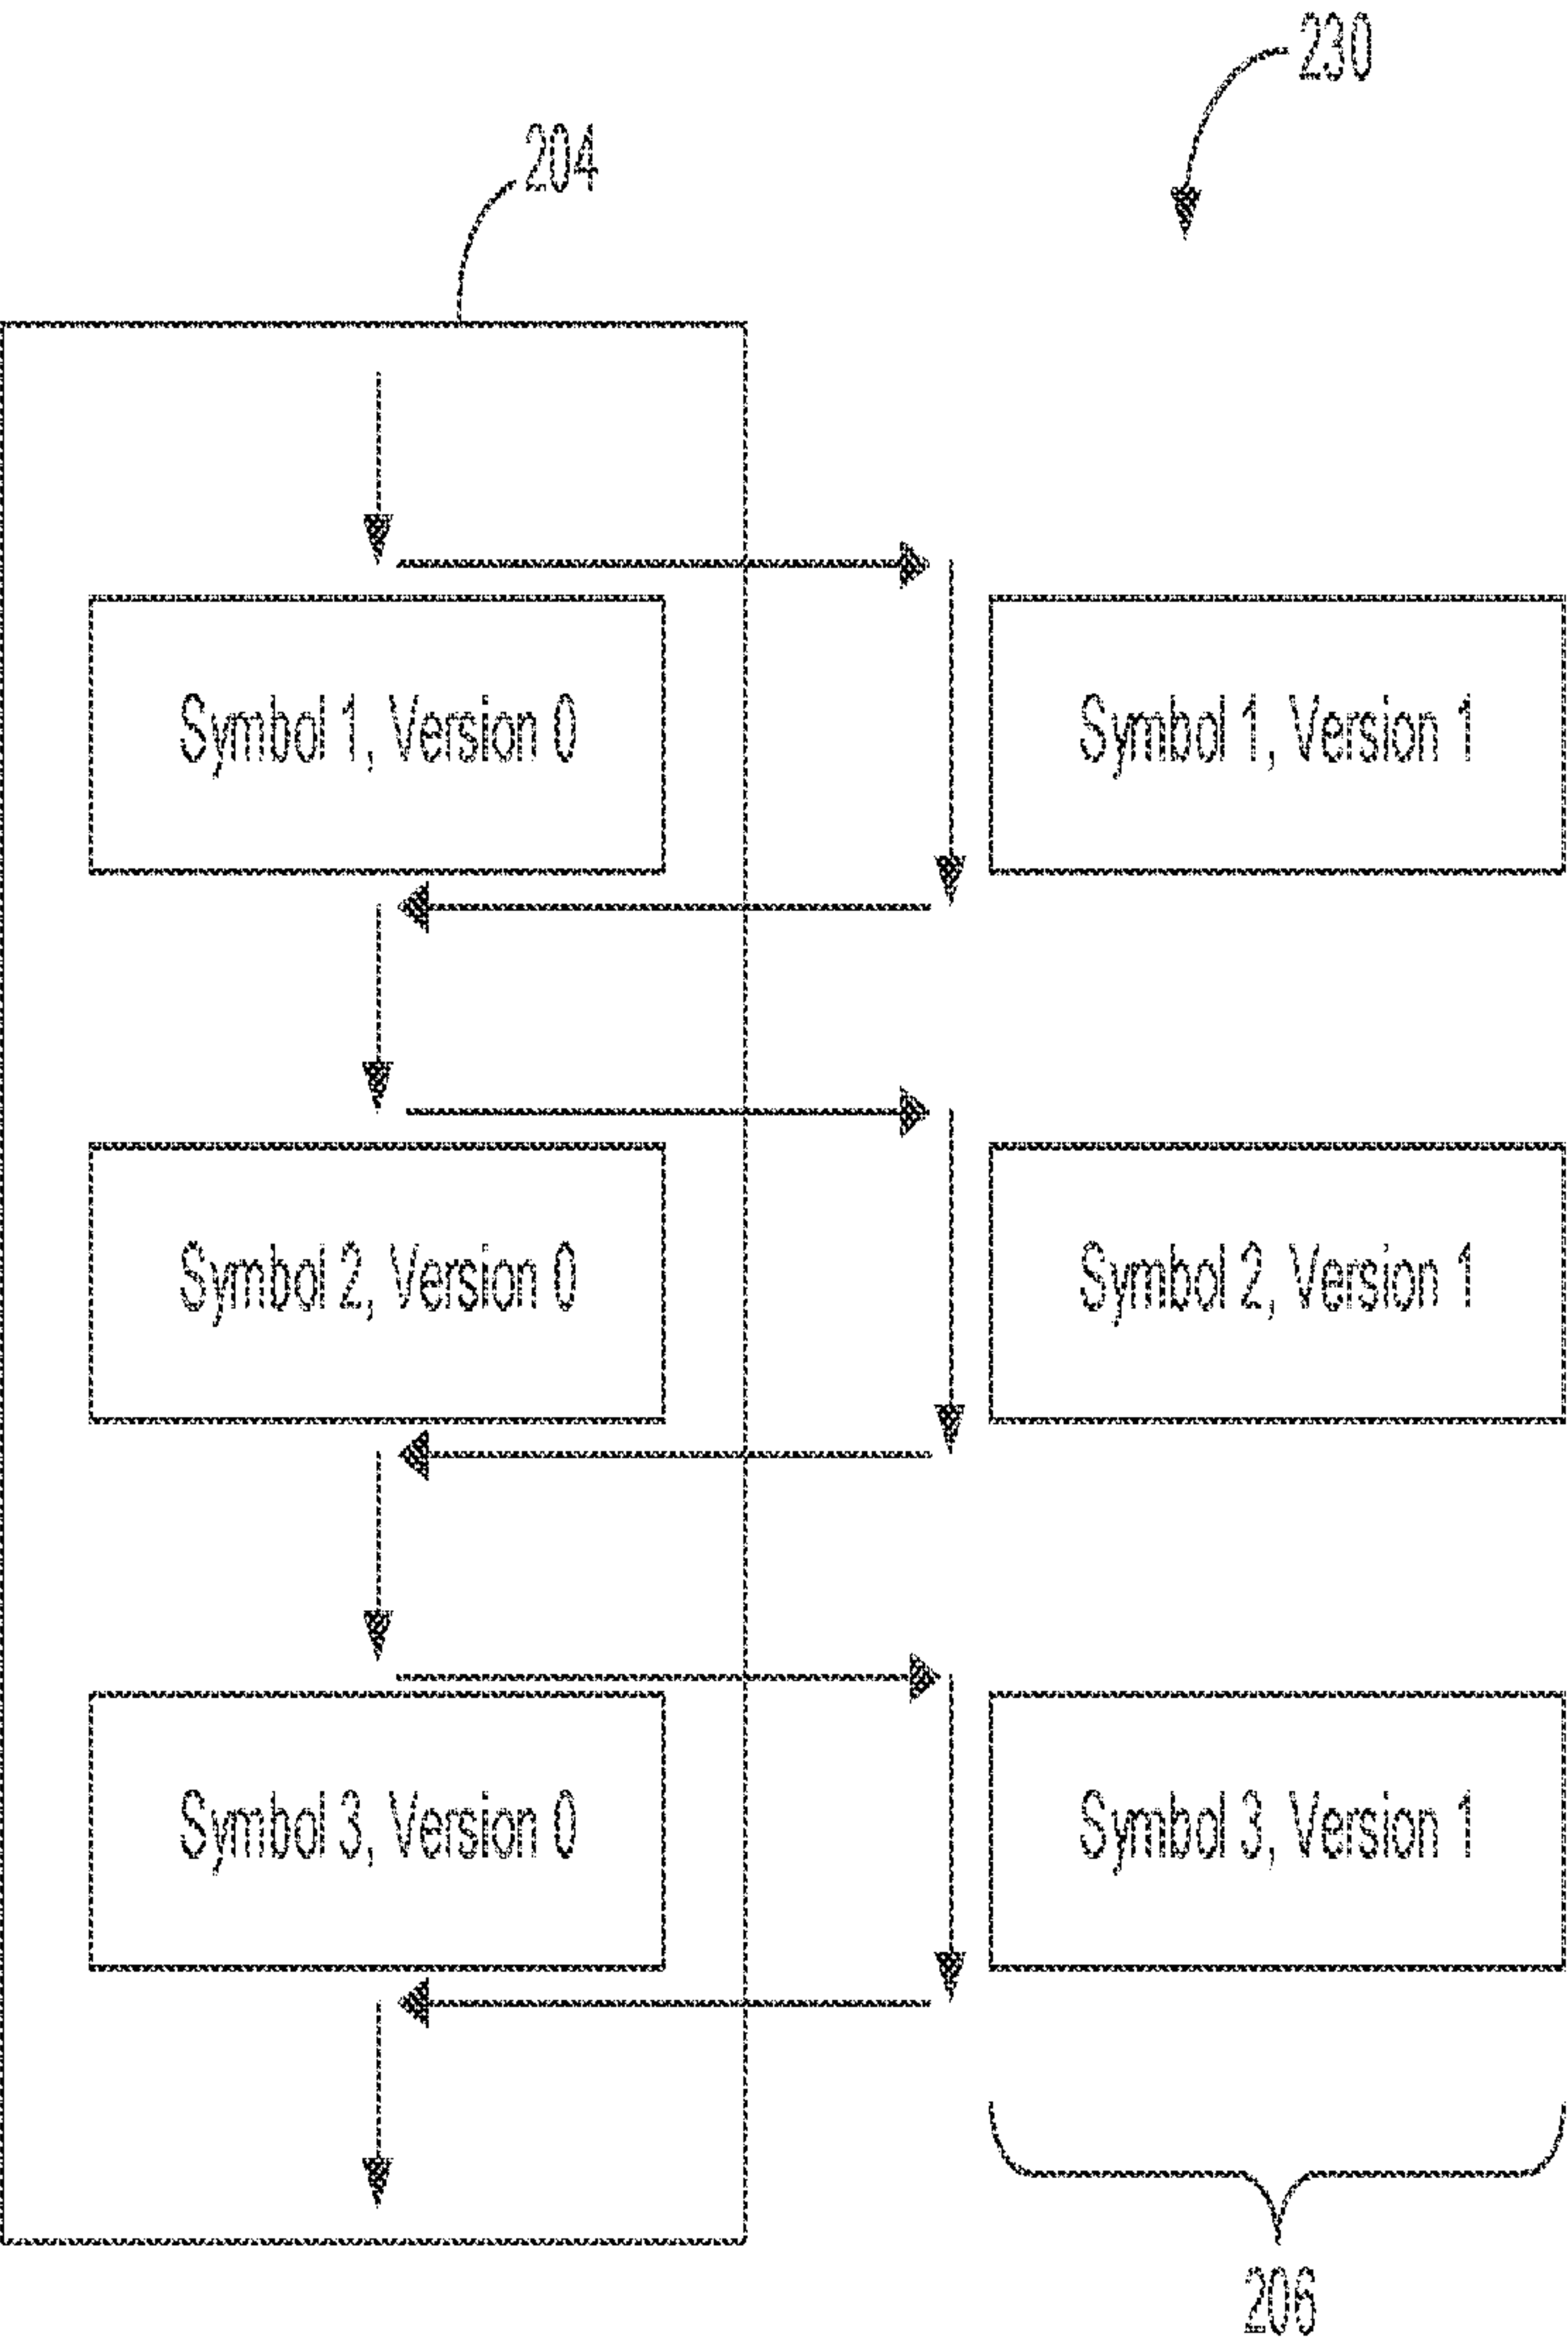 230
204
Symbol 1, Version 0
Symbol 1, Version 1
Symbol 2, Version 0
Symbol 2, Version 1
Symbol 3, Version 0
Symbol 3, Version 1
206